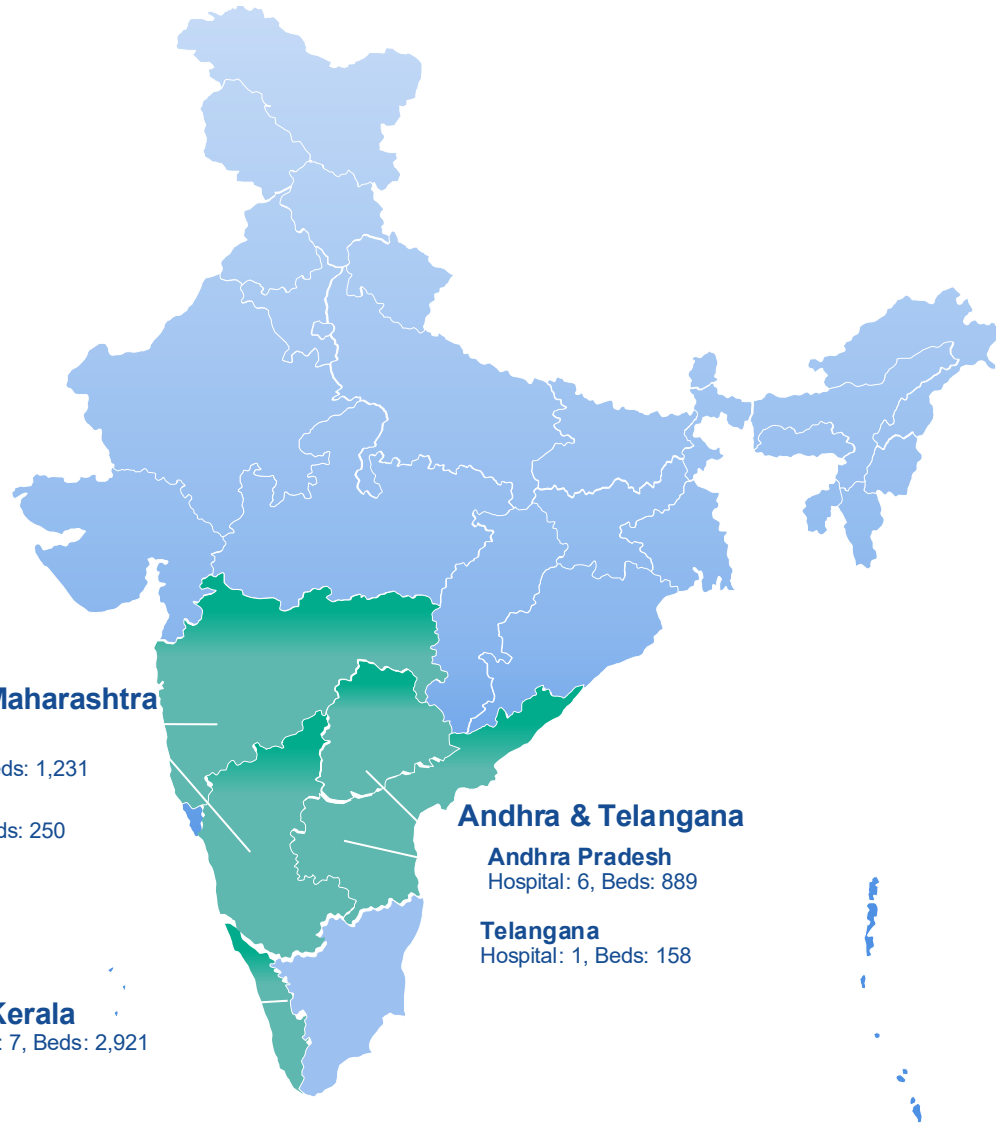 Maharashtra
eds: 1,231
ds: 250
Andhra & Telangana
Andhra Pradesh
Hospital: 6, Beds: 889
Telangana
Hospital: 1, Beds: 158
Kerala
: 7, Beds: 2,921